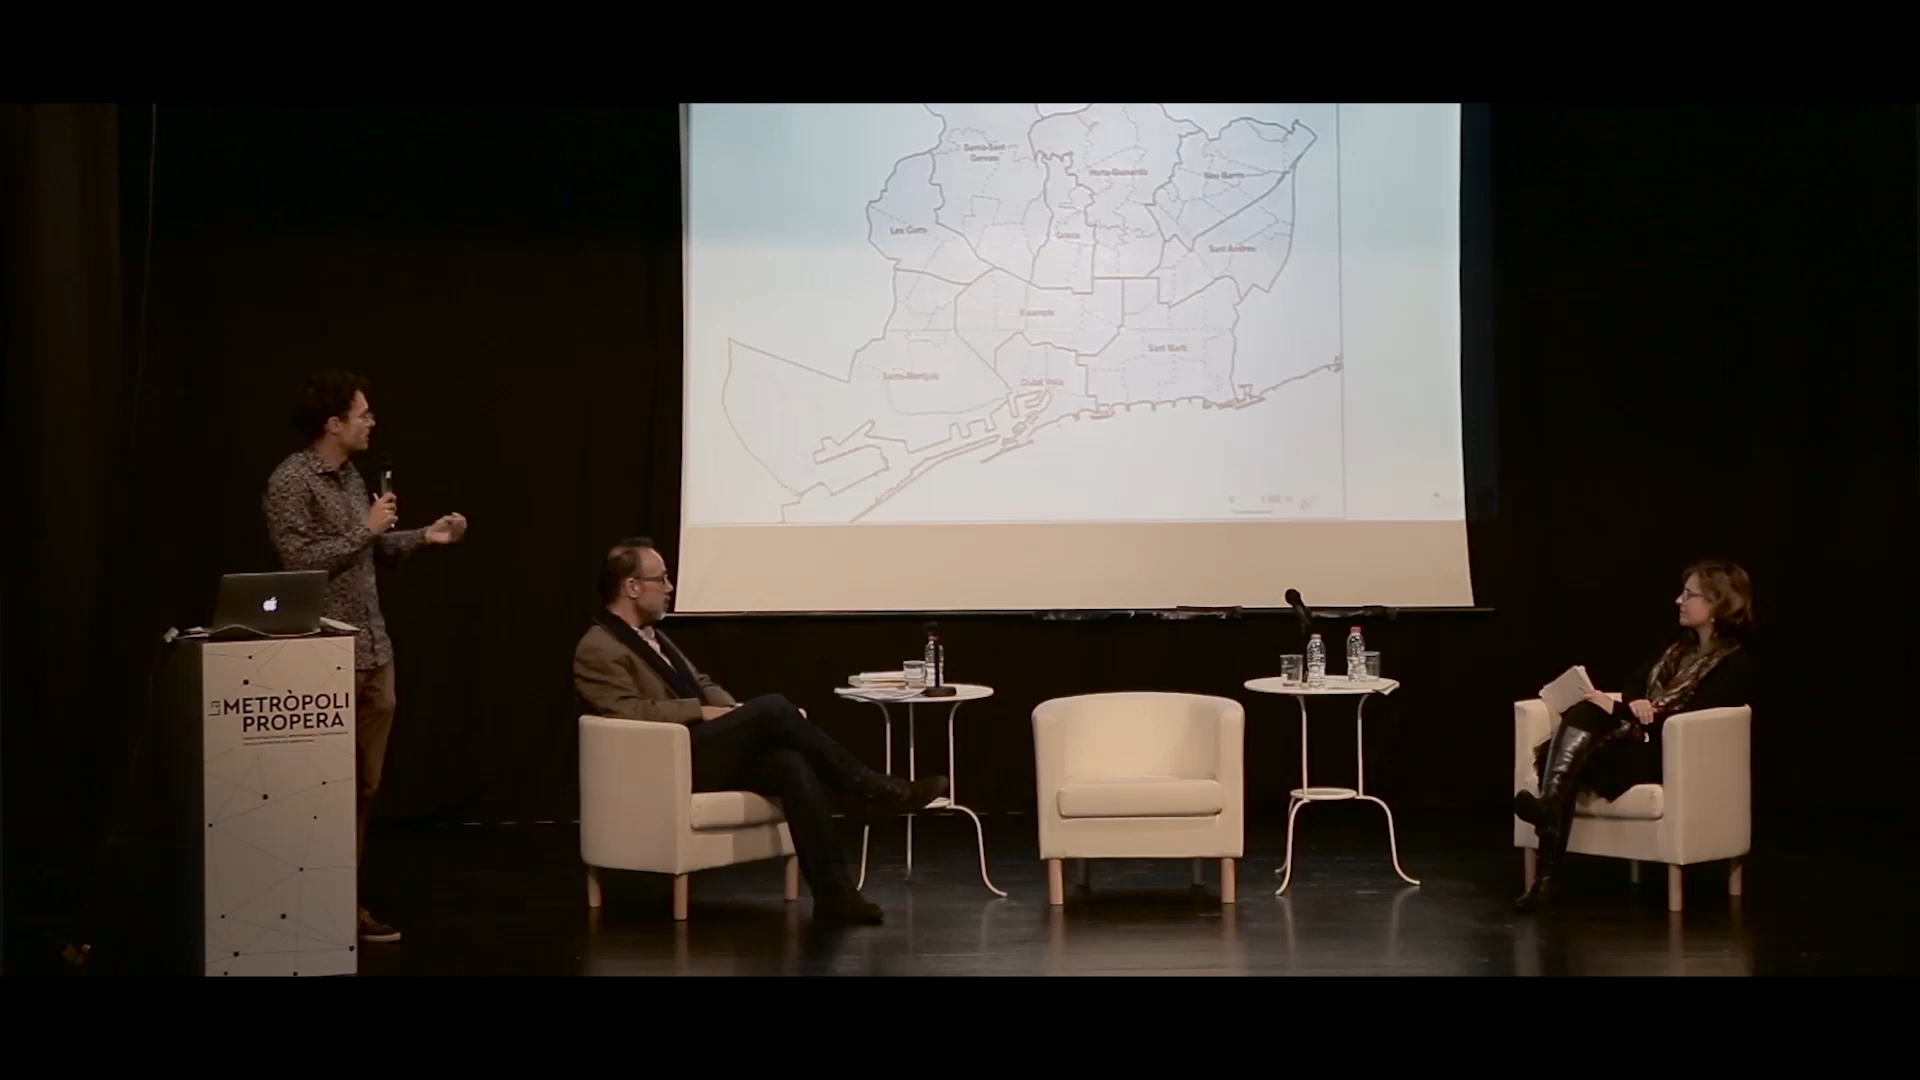 Sarrià-Sant
Gervasi
Horta-Guinardó
Nou Barris
Les Corts
Gràcia
Sant Andreu
Eixample
Sant Martí
Sants-Montjuïc
Ciutat Vella
La METRÒPOLI
PROPERA